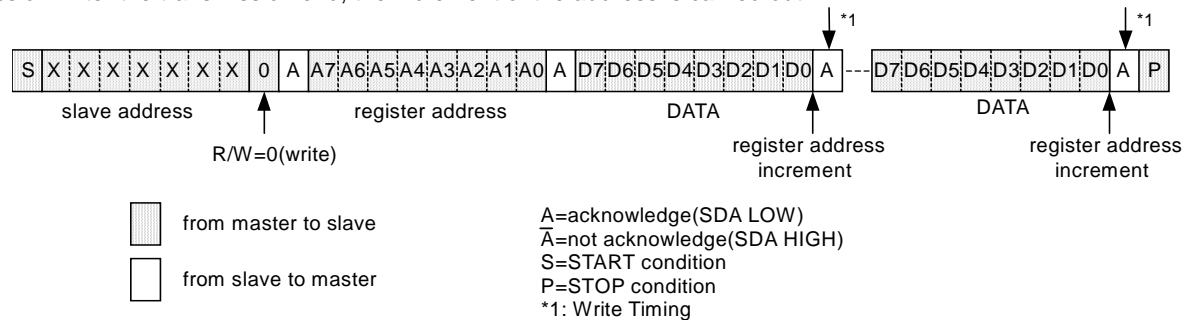 *1 *1
S X X X X X X X 0 A A7 A6 A5 A4 A3 A2 A1 A0 A D7 D6 D5 D4 D3 D2 D1 D0 A D7 D6 D5 D4 D3 D2 D1 D0 A P
slave address register address DATA DATA
R/W=0(write)
register address
increment
register address
increment
from master to slave
from slave to master
A=acknowledge(SDA LOW)
A̅=not acknowledge(SDA HIGH)
S=START condition
P=STOP condition
*1: Write Timing